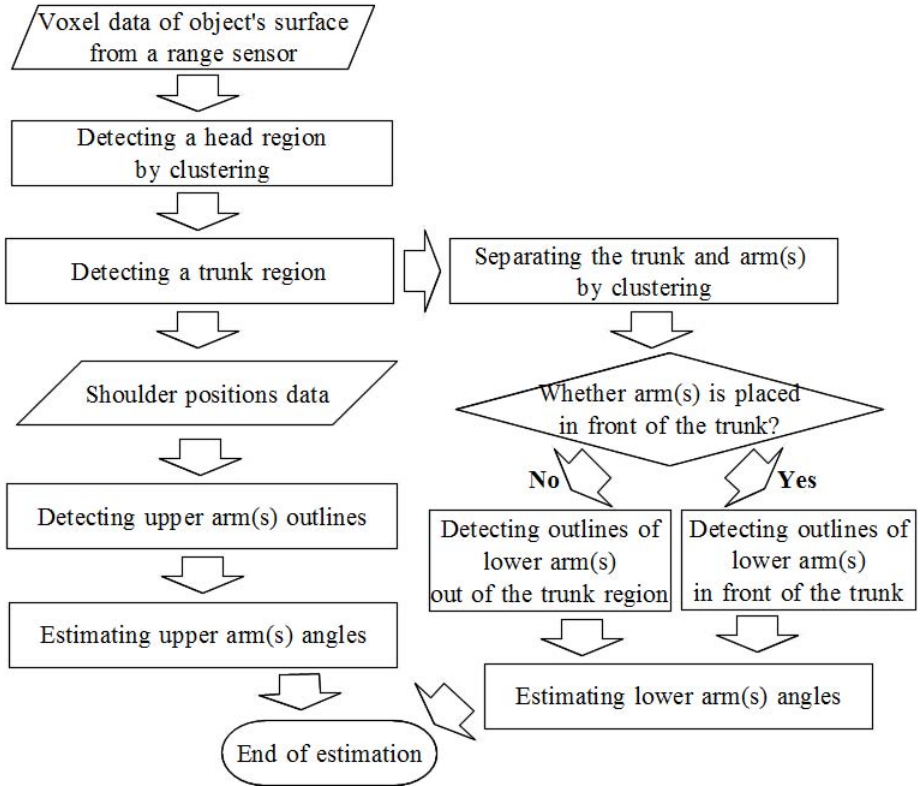 Voxel data of object's surface
from a range sensor
Detecting a head region
by clustering
Detecting a trunk region
Separating the trunk and arm(s)
by clustering
Shoulder positions data
Whether arm(s) is placed
in front of the trunk?
No
Yes
Detecting upper arm(s) outlines
Detecting outlines of
lower arm(s)
out of the trunk region
Detecting outlines of
lower arm(s)
in front of the trunk
Estimating upper arm(s) angles
Estimating lower arm(s) angles
End of estimation